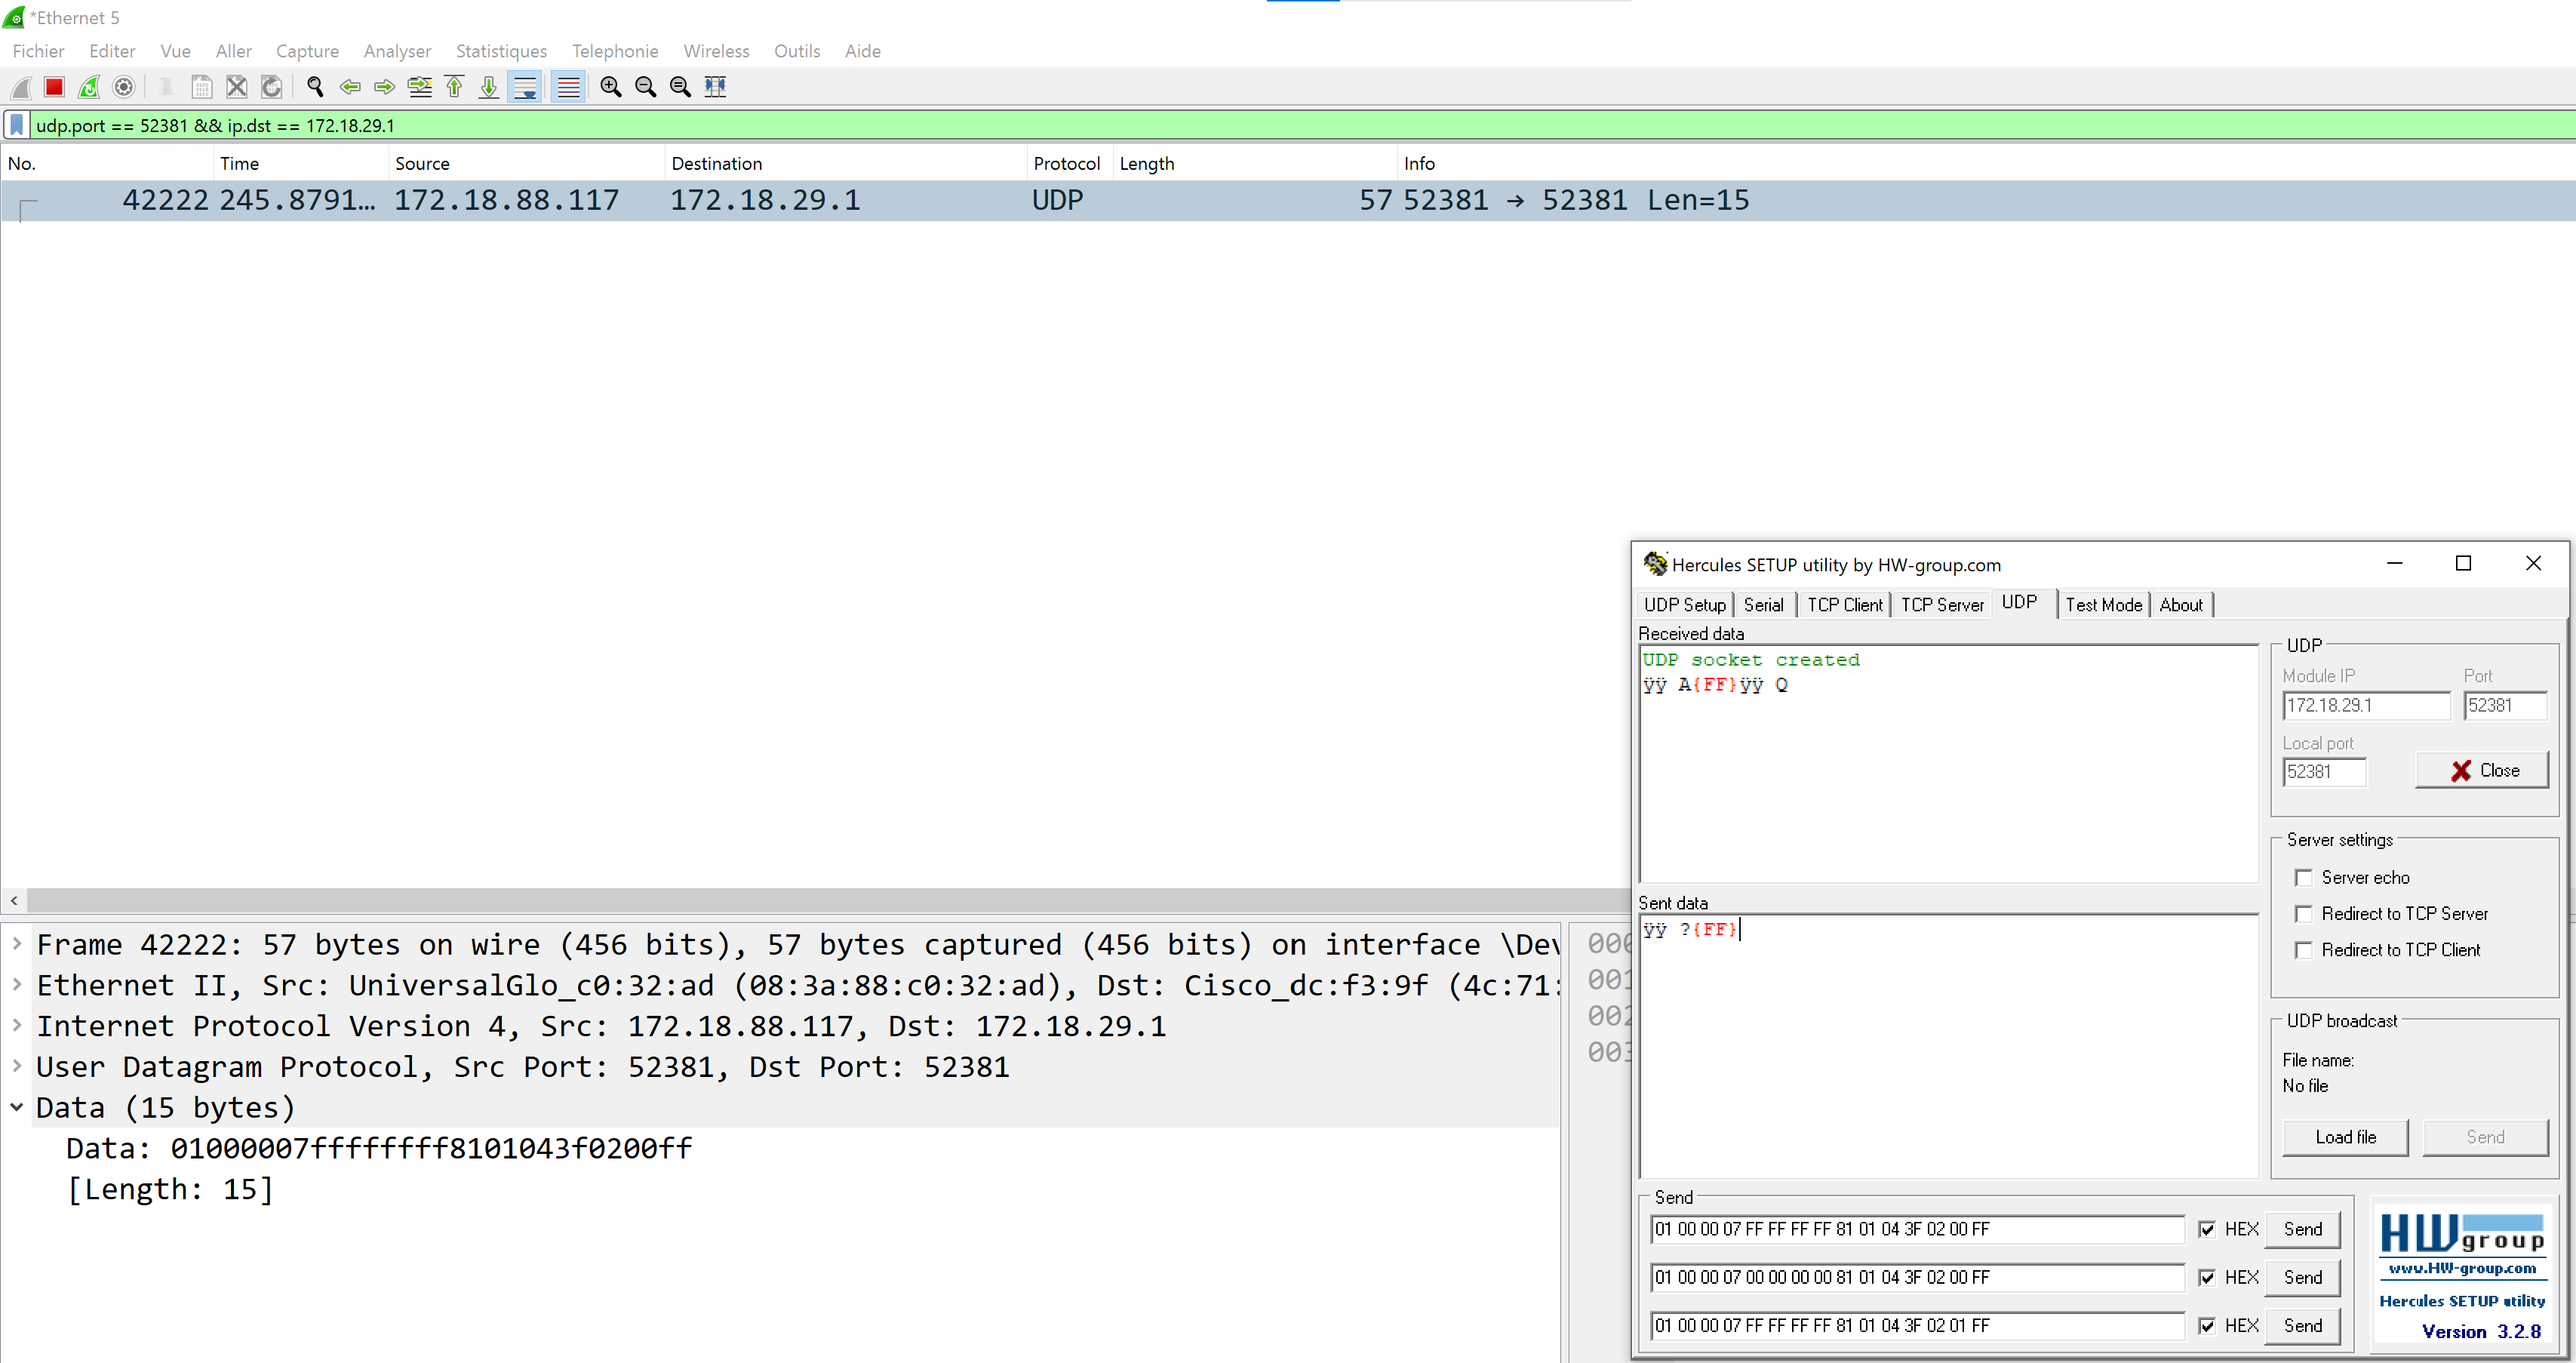 *Ethernet 5
Fichier Editer Vue Aller Capture Analyser Statistiques Telephonie Wireless Outils Aide
udp.port == 52381 && ip.dst == 172.18.29.1
No. Time Source Destination Protocol Length Info
42222 245.8791… 172.18.88.117 172.18.29.1 UDP 57 52381 → 52381 Len=15
Frame 42222: 57 bytes on wire (456 bits), 57 bytes captured (456 bits) on interface \Dev
Ethernet II, Src: UniversalGlo_c0:32:ad (08:3a:88:c0:32:ad), Dst: Cisco_dc:f3:9f (4c:71:
Internet Protocol Version 4, Src: 172.18.88.117, Dst: 172.18.29.1
User Datagram Protocol, Src Port: 52381, Dst Port: 52381
Data (15 bytes)
Data: 01000007ffffffff8101043f0200ff
[Length: 15]
000
001
002
003
Hercules SETUP utility by HW-group.com
UDP Setup Serial TCP Client TCP Server UDP Test Mode About
Received data
UDP socket created
ÿÿ A{FF}ÿÿ Q
Sent data
ÿÿ ?{FF}
UDP
Module IP Port
172.18.29.1 52381
Local port
52381 Close
Server settings
Server echo
Redirect to TCP Server
Redirect to TCP Client
UDP broadcast
File name:
No file
Load file Send
Send
01 00 00 07 FF FF FF FF 81 01 04 3F 02 00 FF HEX Send
01 00 00 07 00 00 00 00 81 01 04 3F 02 00 FF HEX Send
01 00 00 07 FF FF FF FF 81 01 04 3F 02 01 FF HEX Send
HW group
www.HW-group.com
Hercules SETUP utility
Version 3.2.8